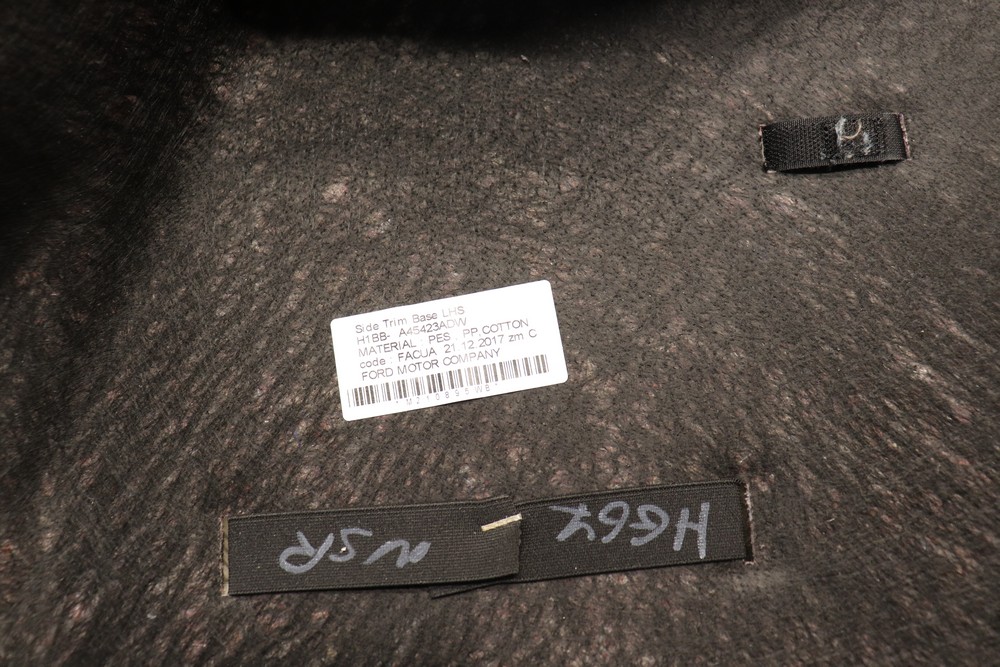 Side Trim Base LHS
H1BB- A45423ADW
MATERIAL : PES , PP,COTTON
code : FACUA 21.12.2017 zm C
FORD MOTOR COMPANY
NSR